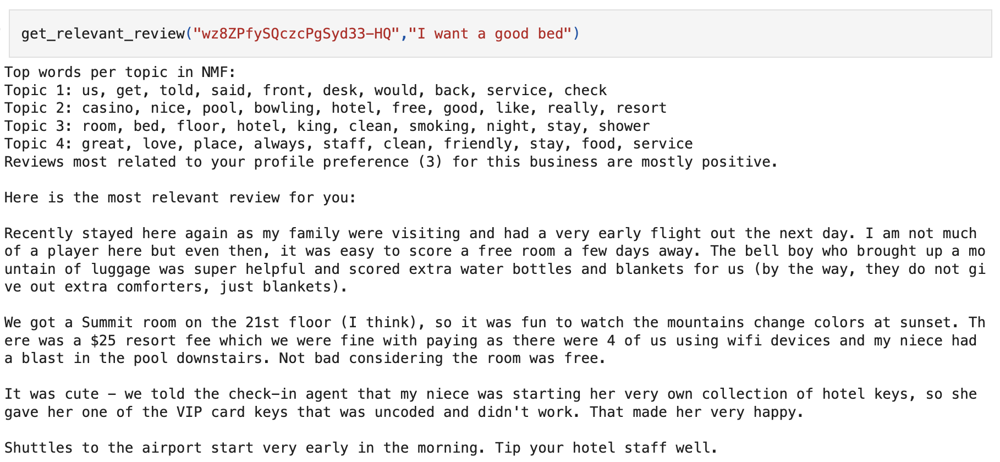 get_relevant_review("wz8ZPfySQczcPgSyd33-HQ","I want a good bed")
Top words per topic in NMF:
Topic 1: us, get, told, said, front, desk, would, back, service, check
Topic 2: casino, nice, pool, bowling, hotel, free, good, like, really, resort
Topic 3: room, bed, floor, hotel, king, clean, smoking, night, stay, shower
Topic 4: great, love, place, always, staff, clean, friendly, stay, food, service
Reviews most related to your profile preference (3) for this business are mostly positive.
Here is the most relevant review for you:
Recently stayed here again as my family were visiting and had a very early flight out the next day. I am not much
of a player here but even then, it was easy to score a free room a few days away. The bell boy who brought up a mo
untain of luggage was super helpful and scored extra water bottles and blankets for us (by the way, they do not gi
ve out extra comforters, just blankets).
We got a Summit room on the 21st floor (I think), so it was fun to watch the mountains change colors at sunset. Th
ere was a $25 resort fee which we were fine with paying as there were 4 of us using wifi devices and my niece had
a blast in the pool downstairs. Not bad considering the room was free.
It was cute - we told the check-in agent that my niece was starting her very own collection of hotel keys, so she
gave her one of the VIP card keys that was uncoded and didn't work. That made her very happy.
Shuttles to the airport start very early in the morning. Tip your hotel staff well.